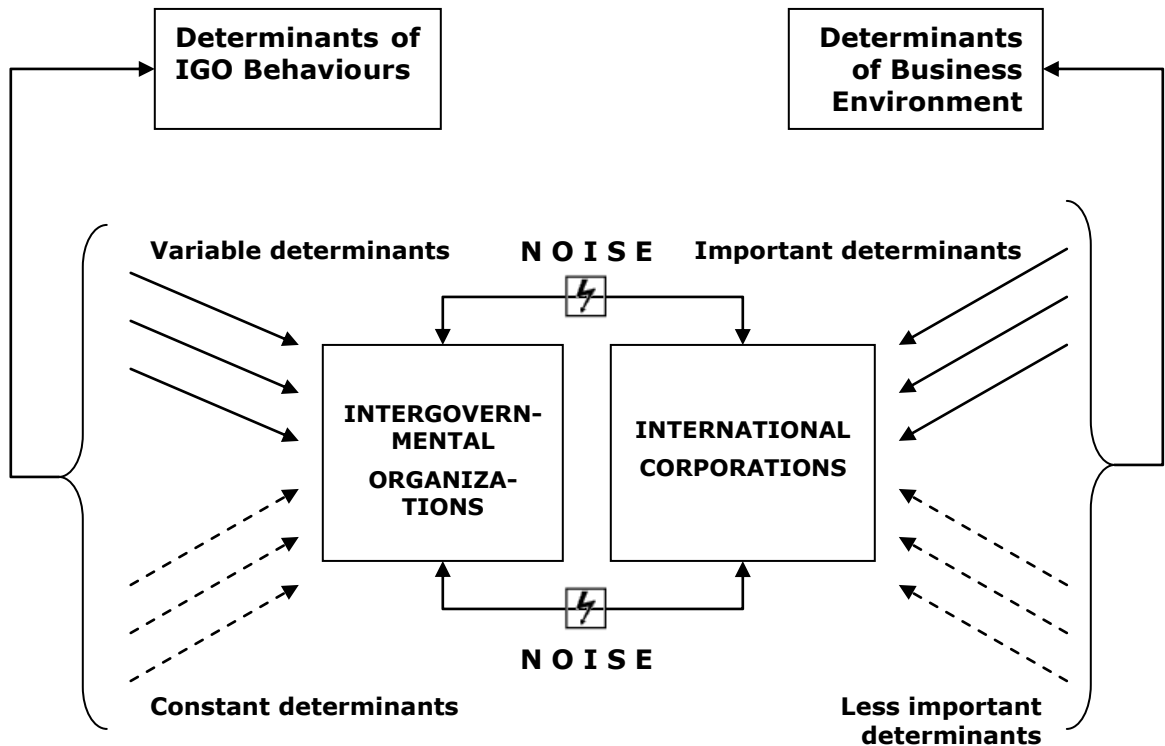 Determinants of
IGO Behaviours
Determinants
of Business
Environment
Variable determinants
N O I S E
Important determinants
INTERGOVERN-
MENTAL
ORGANIZA-
TIONS
INTERNATIONAL
CORPORATIONS
N O I S E
Constant determinants
Less important
determinants